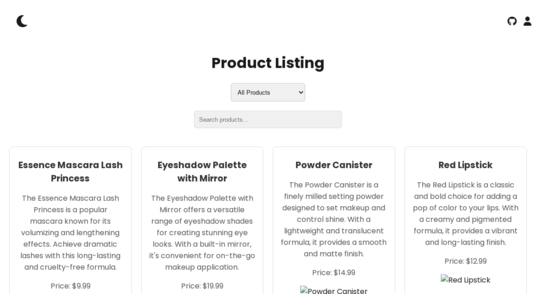 Product Listing
All Products
Search products...
Essence Mascara Lash
Princess
The Essence Mascara Lash
Princess is a popular
mascara known for its
volumizing and lengthening
effects. Achieve dramatic
lashes with this long-lasting
and cruelty-free formula.
Price: $9.99
Eyeshadow Palette
with Mirror
The Eyeshadow Palette with
Mirror offers a versatile
range of eyeshadow shades
for creating stunning eye
looks. With a built-in mirror,
it's convenient for on-the-go
makeup application.
Price: $19.99
Powder Canister
The Powder Canister is a
finely milled setting powder
designed to set makeup and
control shine. With a
lightweight and translucent
formula, it provides a smooth
and matte finish.
Price: $14.99
Powder Canister
Red Lipstick
The Red Lipstick is a classic
and bold choice for adding a
pop of color to your lips. With
a creamy and pigmented
formula, it provides a vibrant
and long-lasting finish.
Price: $12.99
Red Lipstick